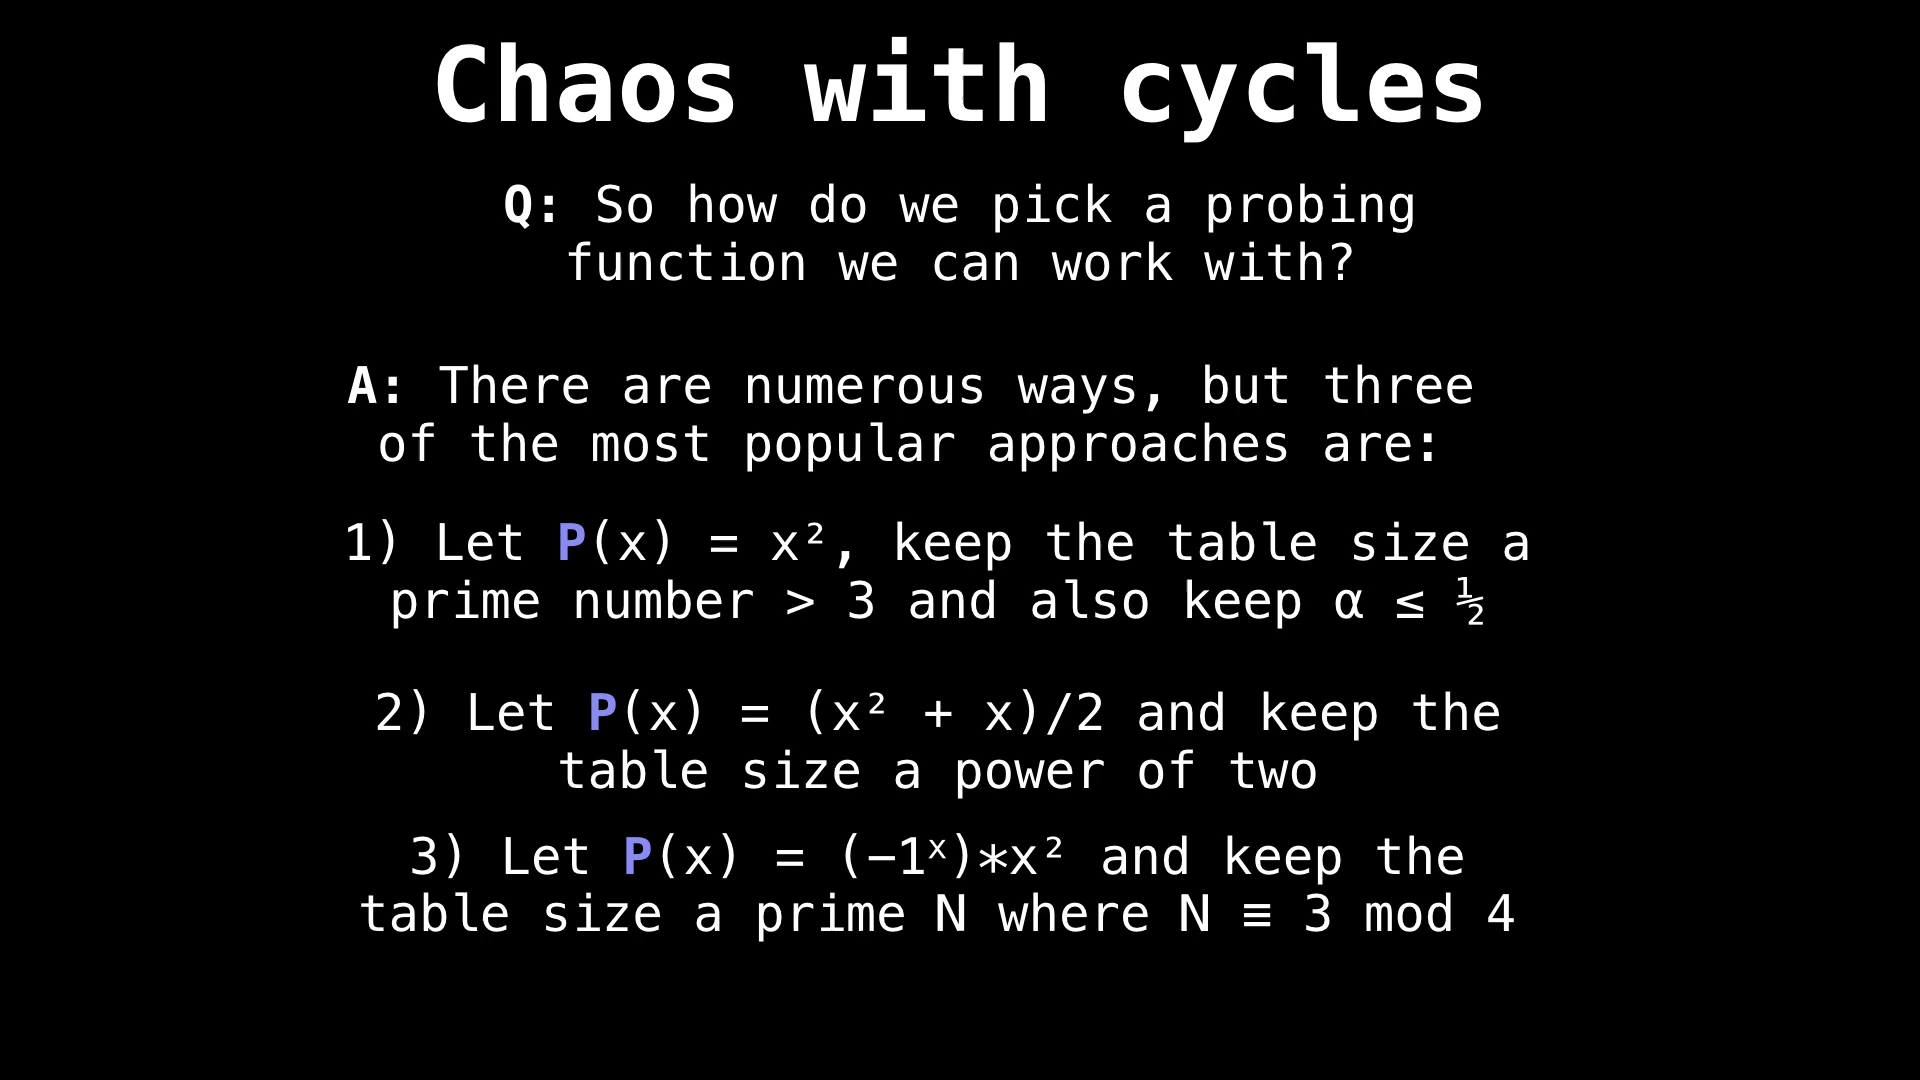 Chaos with cycles
Q: So how do we pick a probing
function we can work with?
A: There are numerous ways, but three
of the most popular approaches are:
1) Let P(x) = x², keep the table size a
prime number > 3 and also keep α ≤ ½
2) Let P(x) = (x² + x)/2 and keep the
table size a power of two
3) Let P(x) = (−1ˣ)*x² and keep the
table size a prime N where N ≡ 3 mod 4